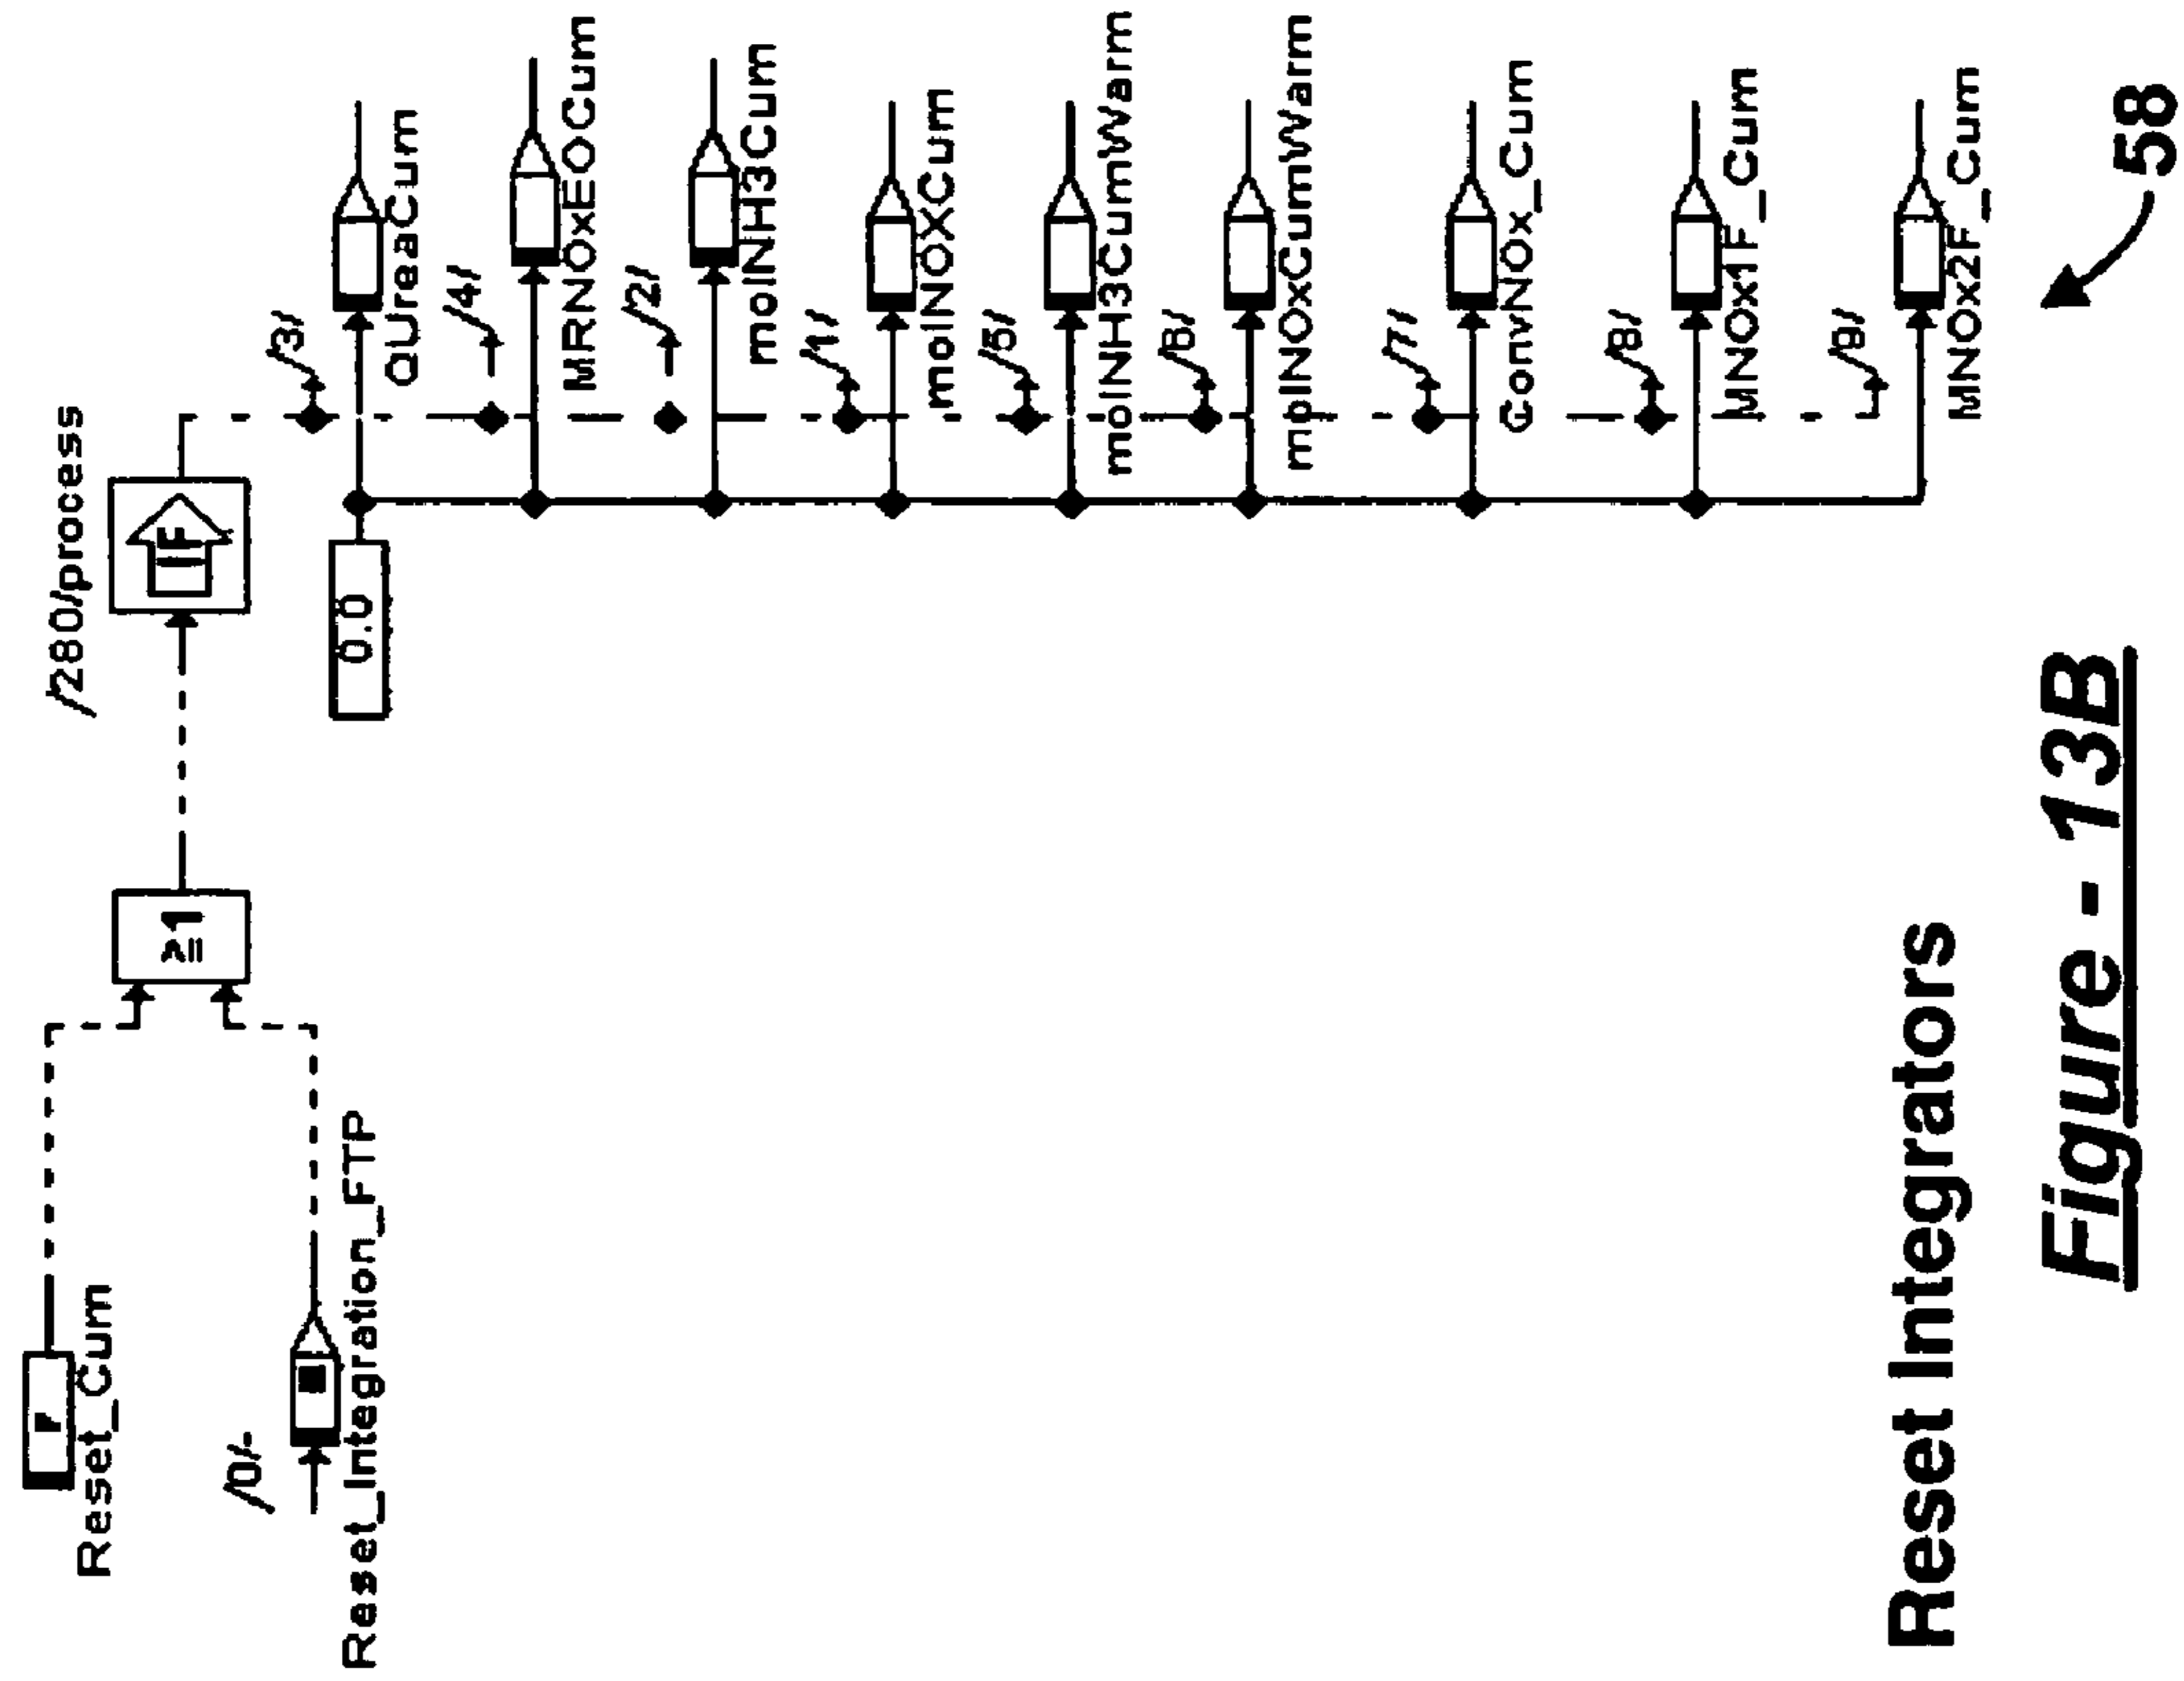 Reset_Cum
/0/-
Reset_Integration_FTP
≥1
/280/process
IF
0.0
/3/
QUreaCum
/4/
MRNOxEOCum
/2/
molNH3Cum
/1/
molNOXCum
/5/
molNH3CumWarm
molNOxCumWarm
/7/
ConvNOx_Cum
/8/
MNOx1F_Cum
/9/
MNOx2F_Cum
Reset Integrators
Figure - 13B
58